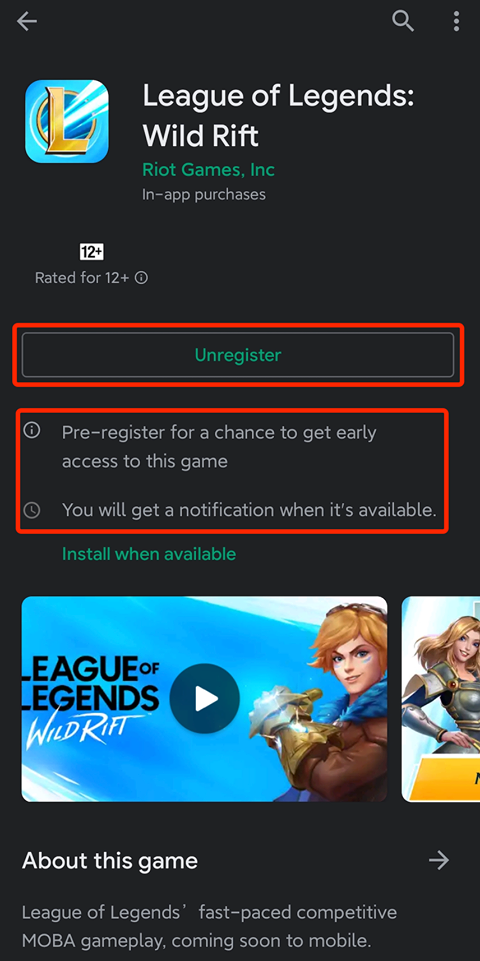 League of Legends:
Wild Rift
Riot Games, Inc
In-app purchases
12+
Rated for 12+
Unregister
Pre-register for a chance to get early
access to this game
You will get a notification when it's available.
Install when available
LEAGUE OF
LEGENDS
WILD RIFT
About this game
League of Legends’ fast-paced competitive
MOBA gameplay, coming soon to mobile.